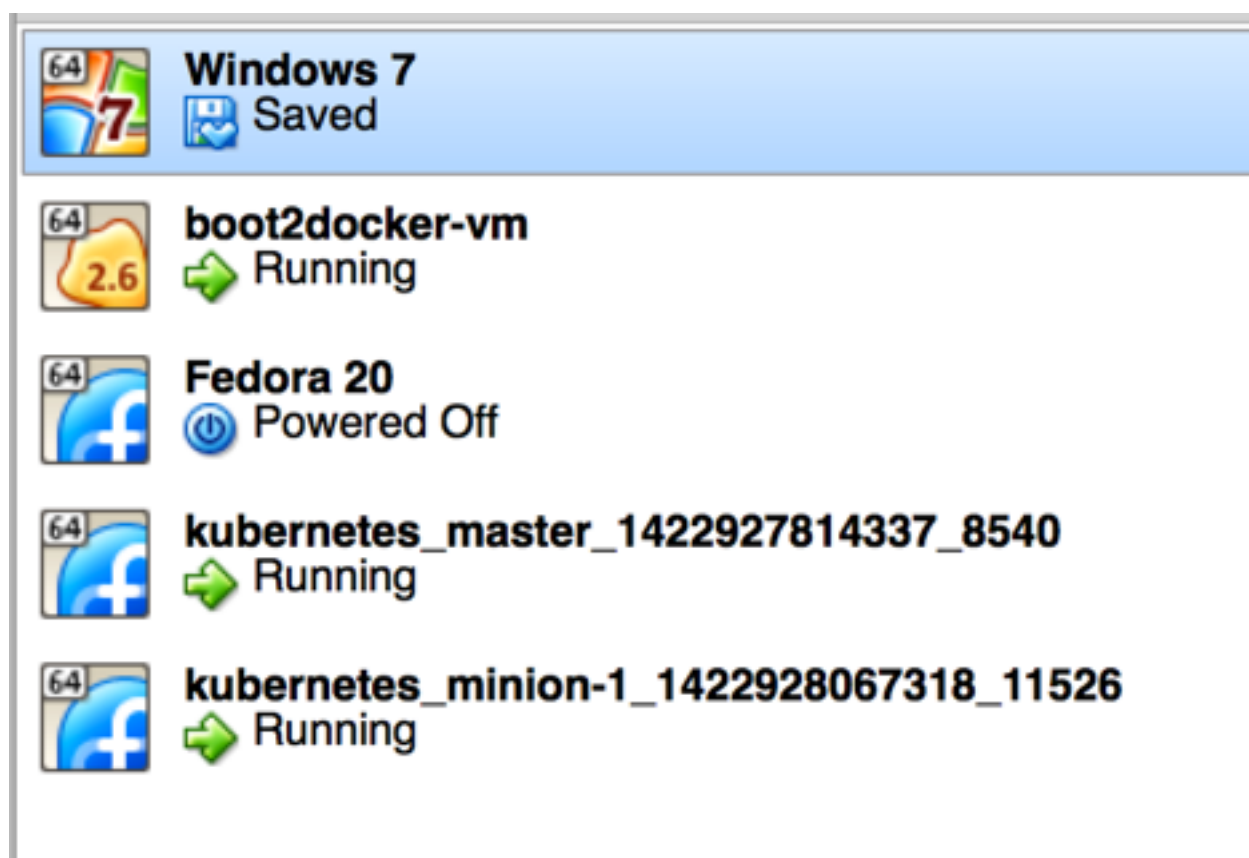 64
7
Windows 7
Saved
64
2.6
boot2docker-vm
Running
64
Fedora 20
Powered Off
64
kubernetes_master_1422927814337_8540
Running
64
kubernetes_minion-1_1422928067318_11526
Running